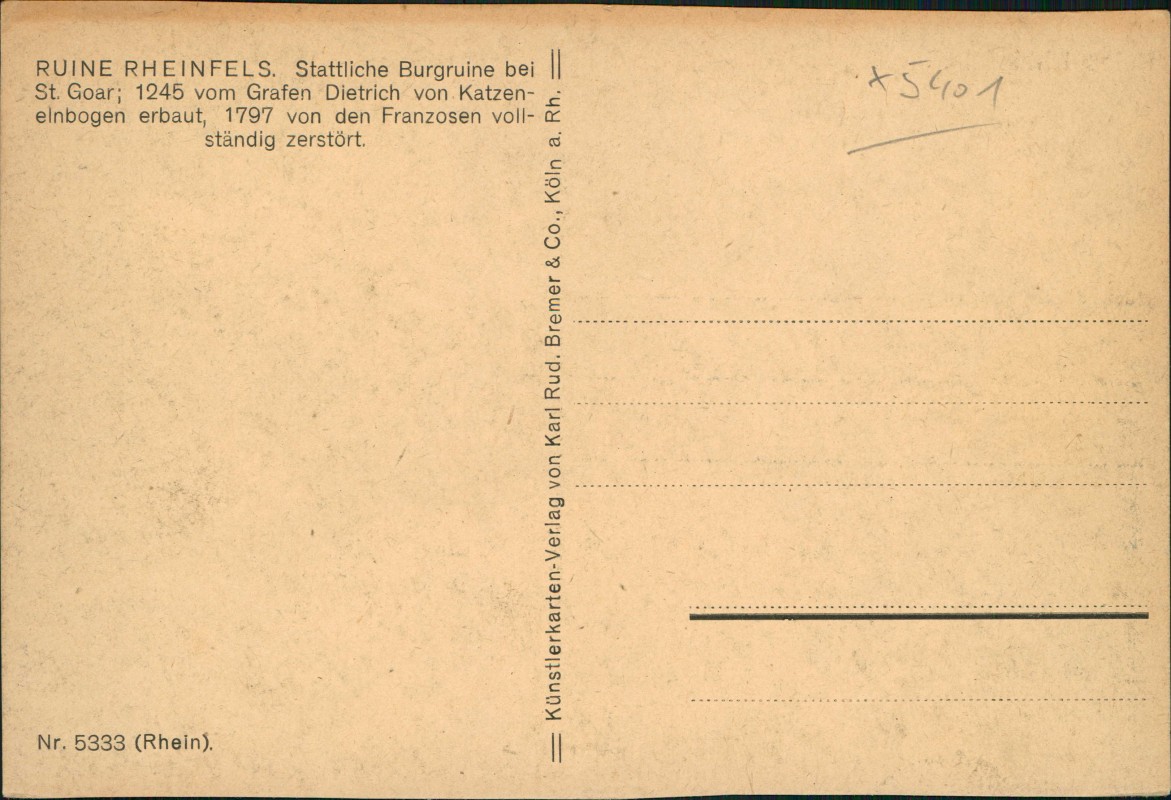 RUINE RHEINFELS. Stattliche Burgruine bei
St. Goar; 1245 vom Grafen Dietrich von Katzen-
elnbogen erbaut, 1797 von den Franzosen voll-
ständig zerstört.
Nr. 5333 (Rhein).
Künstlerkarten-Verlag von Karl Rud. Bremer & Co., Köln a. Rh.
x5401